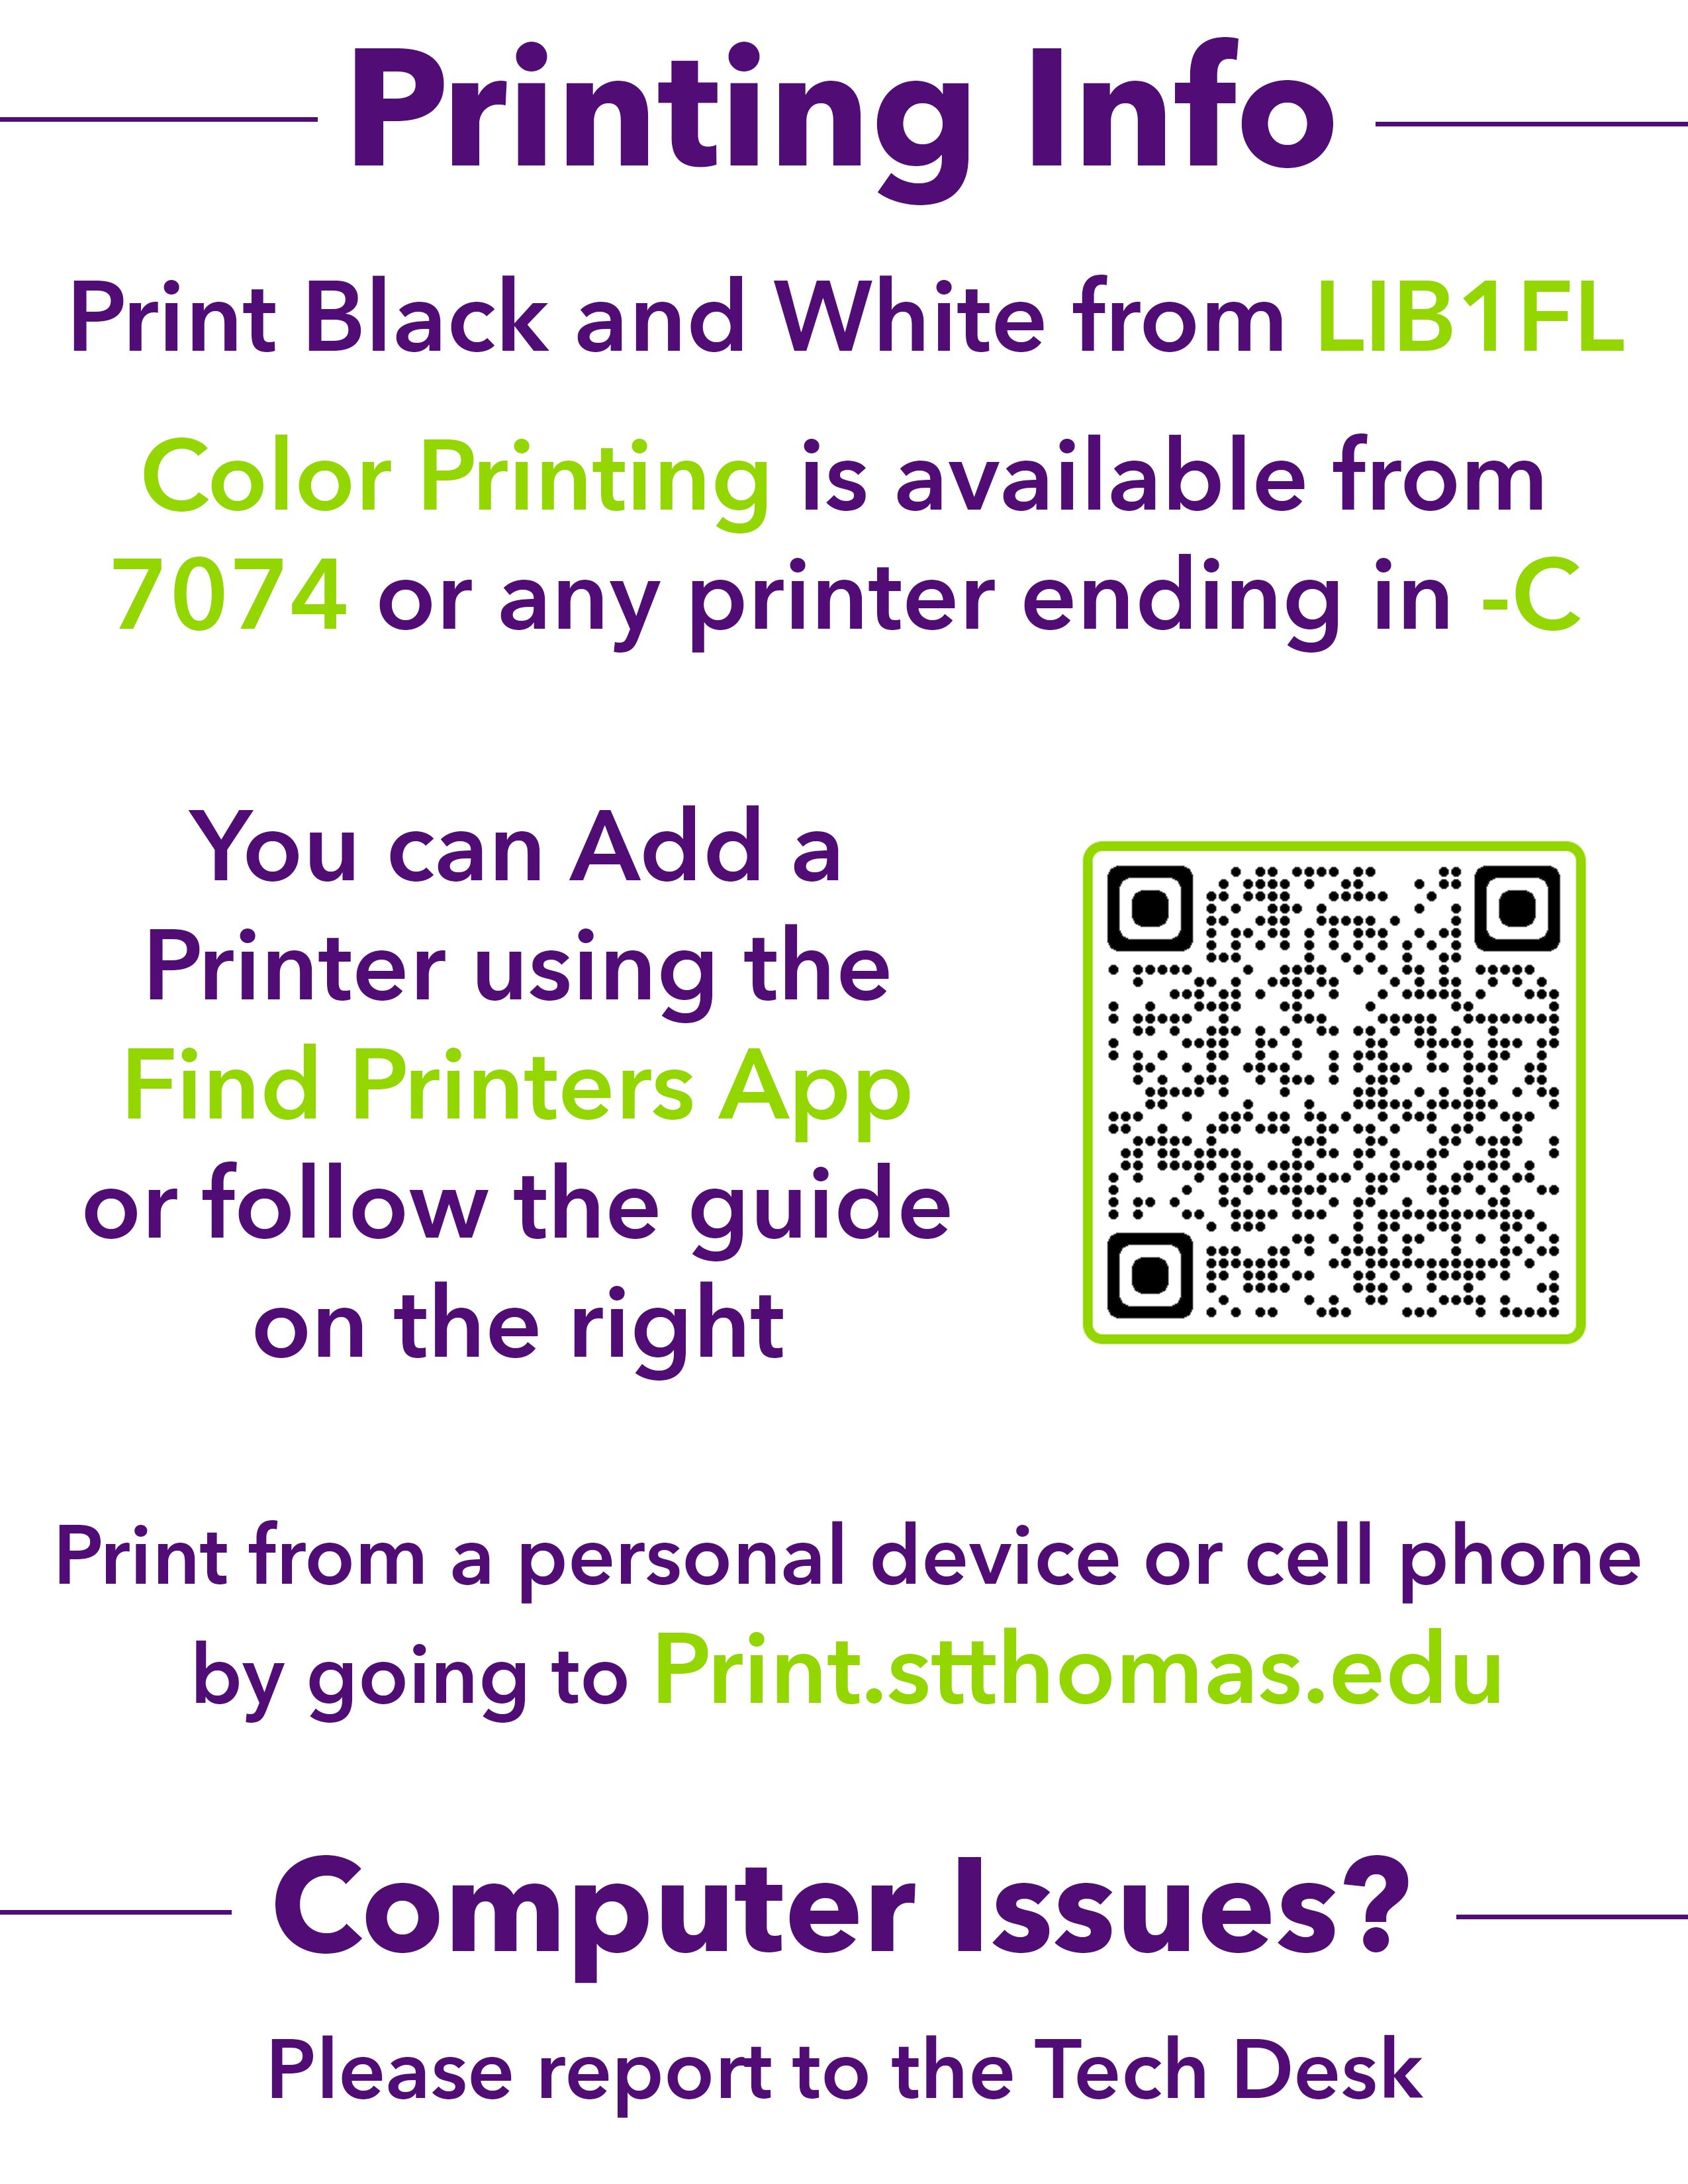 Printing Info
Print Black and White from LIB1FL
Color Printing is available from
7074 or any printer ending in -C
You can Add a
Printer using the
Find Printers App
or follow the guide
on the right
Print from a personal device or cell phone
by going to Print.stthomas.edu
Computer Issues?
Please report to the Tech Desk